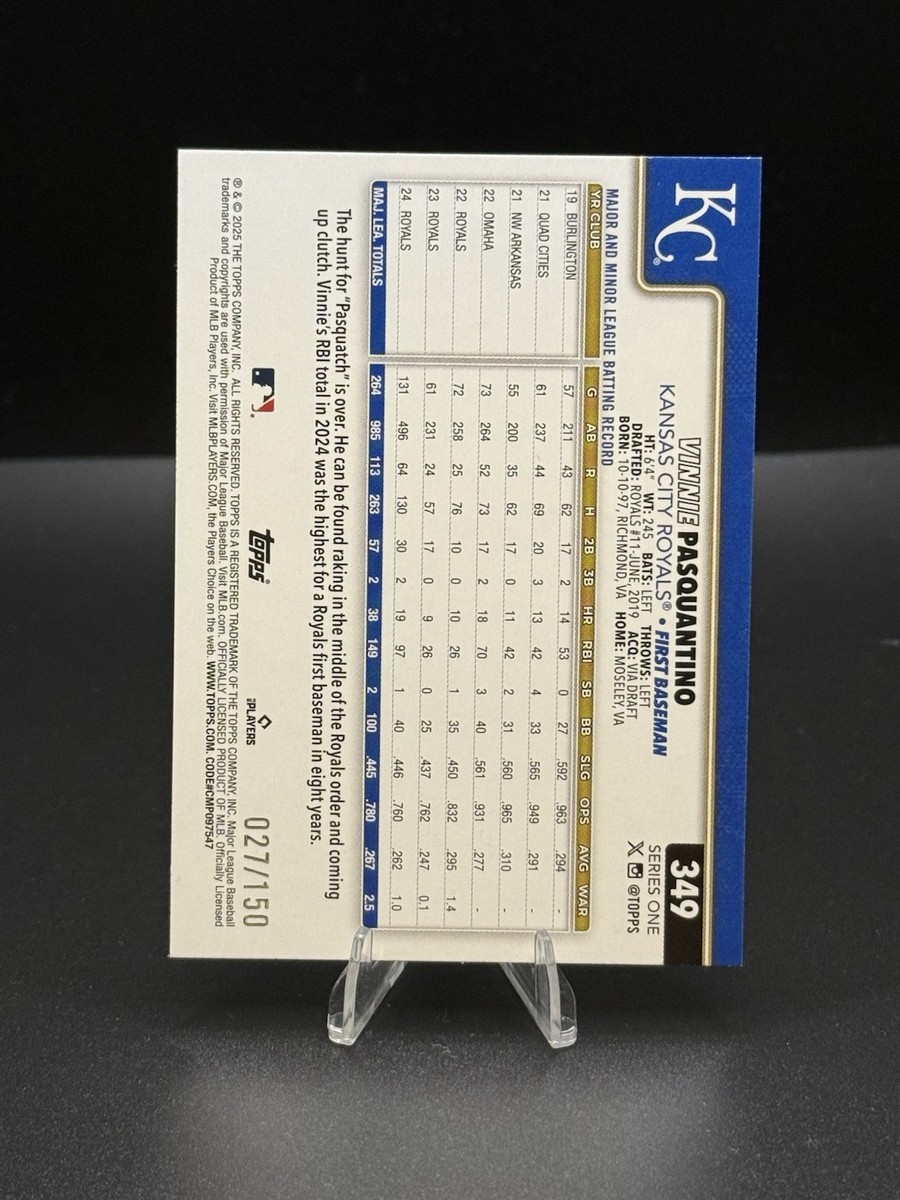 KC®
349
SERIES ONE
@TOPPS
VINNIE PASQUANTINO
KANSAS CITY ROYALS® • FIRST BASEMAN
HT: 6'4" WT: 245 BATS: LEFT THROWS: LEFT
DRAFTED: ROYALS #11-JUNE, 2019 ACQ: VIA DRAFT
BORN: 10-10-97, RICHMOND, VA HOME: MOSELEY, VA
MAJOR AND MINOR LEAGUE BATTING RECORD
YR CLUB G AB R H 2B 3B HR RBI SB BB SLG OPS AVG WAR
19 BURLINGTON 57 211 43 62 17 2 14 53 0 27 .592 .963 .294 -
21 QUAD CITIES 61 237 44 69 20 3 13 42 4 33 .565 .949 .291 -
21 NW ARKANSAS 55 200 35 62 17 0 11 42 2 31 .560 .965 .310 -
22 OMAHA 73 264 52 73 17 2 18 70 3 40 .561 .931 .277 -
22 ROYALS 72 258 25 76 10 0 10 26 1 35 .450 .832 .295 1.4
23 ROYALS 61 231 24 57 17 0 9 26 0 25 .437 .762 .247 0.1
24 ROYALS 131 496 64 130 30 2 19 97 1 40 .446 .760 .262 1.0
MAJ. LEA. TOTALS 264 985 113 263 57 2 38 149 2 100 .445 .780 .267 2.5
The hunt for "Pasquatch" is over. He can be found raking in the middle of the Royals order and coming
up clutch. Vinnie's RBI total in 2024 was the highest for a Royals first baseman in eight years.
topps®
PLAYERS
027/150
® & © 2025 THE TOPPS COMPANY, INC. ALL RIGHTS RESERVED. TOPPS IS A REGISTERED TRADEMARK OF THE TOPPS COMPANY, INC. Major League Baseball
trademarks and copyrights are used with permission of Major League Baseball. Visit MLB.com. OFFICIALLY LICENSED PRODUCT OF MLB. Officially Licensed
Product of MLB Players, Inc. Visit MLBPLAYERS.COM, the Players Choice on the web. WWW.TOPPS.COM. CODE#CMP097547